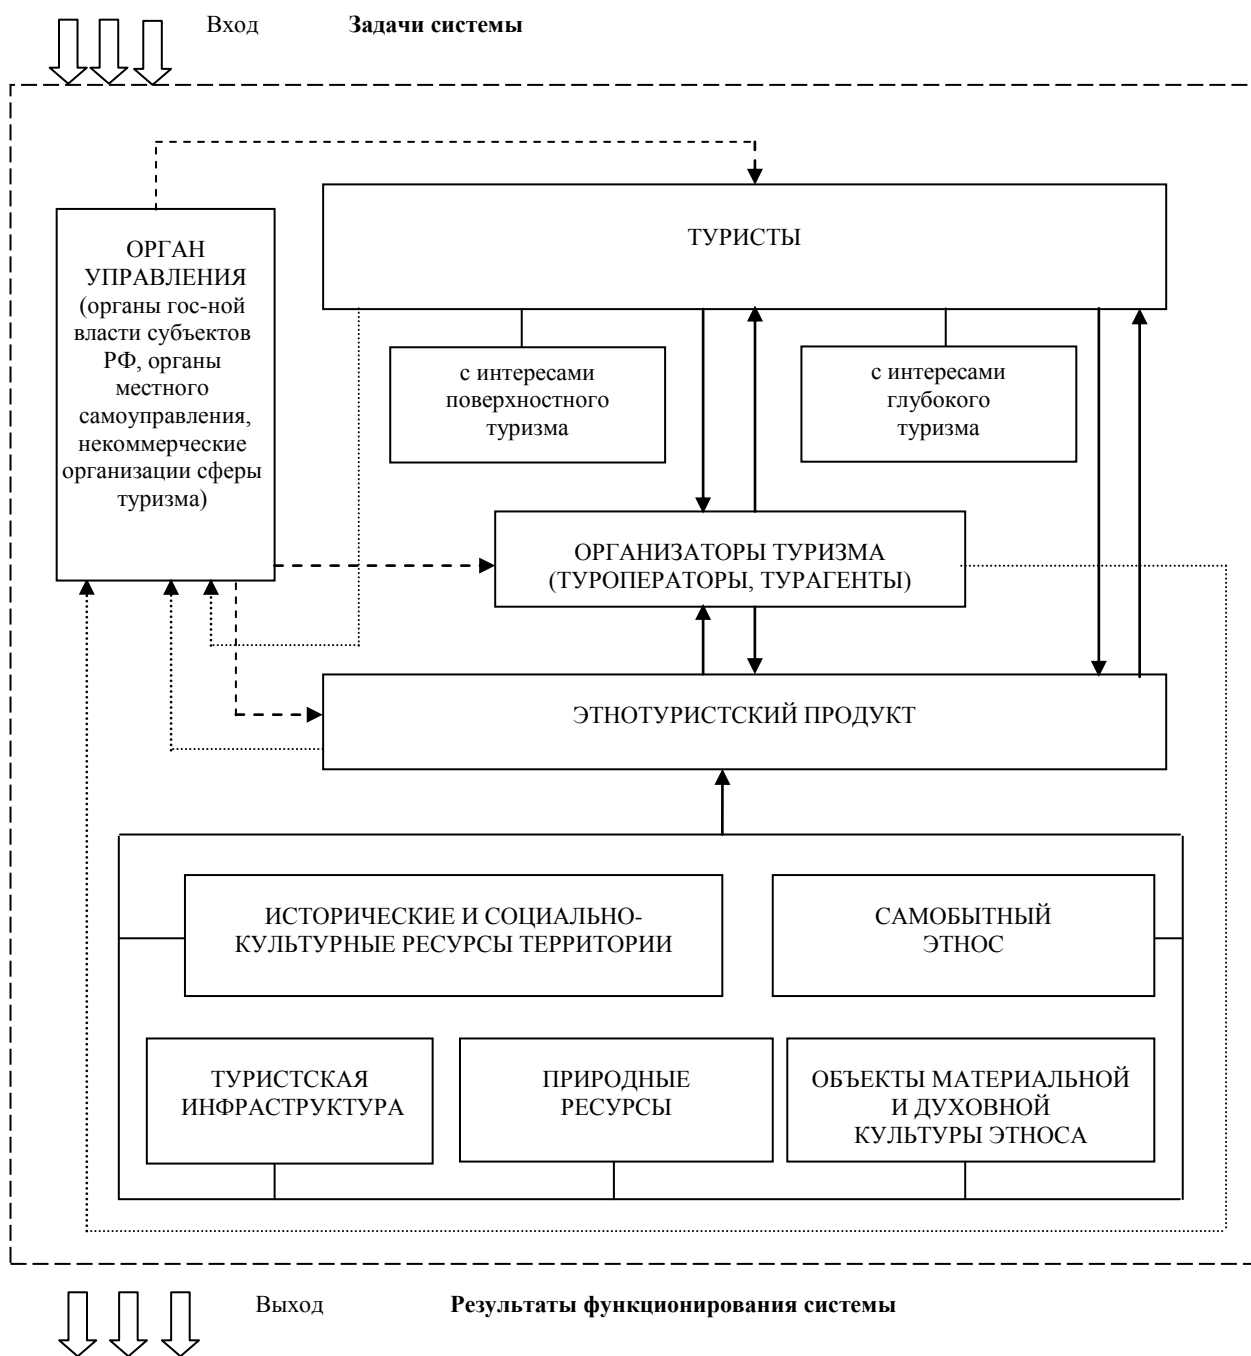 Вход Задачи системы
ТУРИСТЫ
ОРГАН
УПРАВЛЕНИЯ
(органы гос-ной
власти субъектов
РФ, органы
местного
самоуправления,
некоммерческие
организации сферы
туризма)
с интересами
поверхностного
туризма
с интересами
глубокого
туризма
ОРГАНИЗАТОРЫ ТУРИЗМА
(ТУРОПЕРАТОРЫ, ТУРАГЕНТЫ)
ЭТНОТУРИСТСКИЙ ПРОДУКТ
ИСТОРИЧЕСКИЕ И СОЦИАЛЬНО-
КУЛЬТУРНЫЕ РЕСУРСЫ ТЕРРИТОРИИ
САМОБЫТНЫЙ
ЭТНОС
ТУРИСТСКАЯ
ИНФРАСТРУКТУРА
ПРИРОДНЫЕ
РЕСУРСЫ
ОБЪЕКТЫ МАТЕРИАЛЬНОЙ
И ДУХОВНОЙ
КУЛЬТУРЫ ЭТНОСА
Выход Результаты функционирования системы